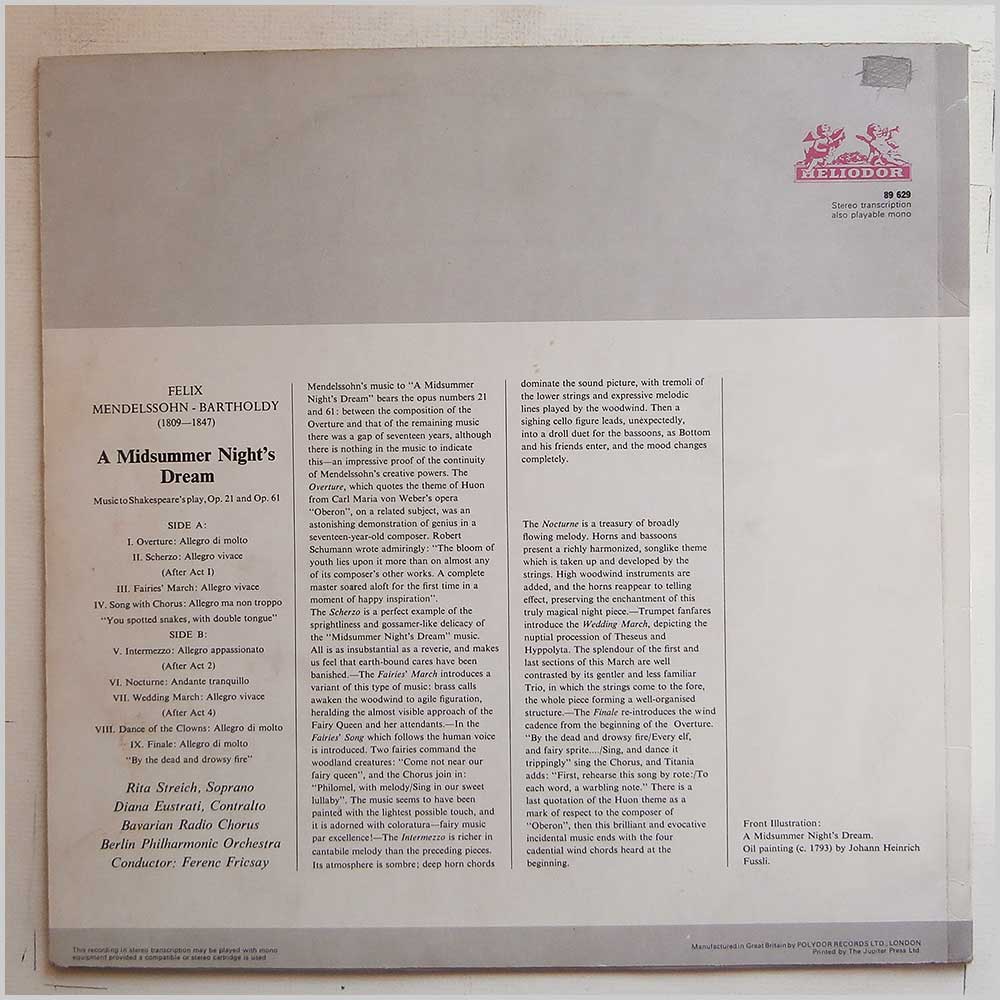 HELIODOR
89 629
Stereo transcription
also playable mono
FELIX
MENDELSSOHN - BARTHOLDY
(1809—1847)
A Midsummer Night's
Dream
Music to Shakespeare's play, Op. 21 and Op. 61
SIDE A:
I. Overture: Allegro di molto
II. Scherzo: Allegro vivace
(After Act 1)
III. Fairies' March: Allegro vivace
IV. Song with Chorus: Allegro ma non troppo
"You spotted snakes, with double tongue"
SIDE B:
V. Intermezzo: Allegro appassionato
(After Act 2)
VI. Nocturne: Andante tranquillo
VII. Wedding March: Allegro vivace
(After Act 4)
VIII. Dance of the Clowns: Allegro di molto
IX. Finale: Allegro di molto
"By the dead and drowsy fire"
Rita Streich, Soprano
Diana Eustrati, Contralto
Bavarian Radio Chorus
Berlin Philharmonic Orchestra
Conductor: Ferenc Fricsay
Mendelssohn's music to "A Midsummer
Night's Dream" bears the opus numbers 21
and 61: between the composition of the
Overture and that of the remaining music
there was a gap of seventeen years, although
there is nothing in the music to indicate
this—an impressive proof of the continuity
of Mendelssohn's creative powers. The
Overture, which quotes the theme of Huon
from Carl Maria von Weber's opera
"Oberon", on a related subject, was an
astonishing demonstration of genius in a
seventeen-year-old composer. Robert
Schumann wrote admiringly: "The bloom of
youth lies upon it more than on almost any
of its composer's other works. A complete
master soared aloft for the first time in a
moment of happy inspiration".
The Scherzo is a perfect example of the
sprightliness and gossamer-like delicacy of
the "Midsummer Night's Dream" music.
All is as insubstantial as a reverie, and makes
us feel that earth-bound cares have been
banished.—The Fairies' March introduces a
variant of this type of music: brass calls
awaken the woodwind to agile figuration,
heralding the almost visible approach of the
Fairy Queen and her attendants.—In the
Fairies' Song which follows the human voice
is introduced. Two fairies command the
woodland creatures: "Come not near our
fairy queen", and the Chorus join in:
"Philomel, with melody/Sing in our sweet
lullaby". The music seems to have been
painted with the lightest possible touch, and
it is adorned with coloratura—fairy music
par excellence!—The Intermezzo is richer in
cantabile melody than the preceding pieces.
Its atmosphere is sombre; deep horn chords
dominate the sound picture, with tremoli of
the lower strings and expressive melodic
lines played by the woodwind. Then a
sighing cello figure leads, unexpectedly,
into a droll duet for the bassoons, as Bottom
and his friends enter, and the mood changes
completely.
The Nocturne is a treasury of broadly
flowing melody. Horns and bassoons
present a richly harmonized, songlike theme
which is taken up and developed by the
strings. High woodwind instruments are
added, and the horns reappear to telling
effect, preserving the enchantment of this
truly magical night piece.—Trumpet fanfares
introduce the Wedding March, depicting the
nuptial procession of Theseus and
Hyppolyta. The splendour of the first and
last sections of this March are well
contrasted by its gentler and less familiar
Trio, in which the strings come to the fore,
the whole piece forming a well-organised
structure.—The Finale re-introduces the wind
cadence from the beginning of the Overture.
"By the dead and drowsy fire/Every elf,
and fairy sprite..../Sing, and dance it
trippingly" sing the Chorus, and Titania
adds: "First, rehearse this song by rote:/To
each word, a warbling note." There is a
last quotation of the Huon theme as a
mark of respect to the composer of
"Oberon", then this brilliant and evocative
incidental music ends with the four
cadential wind chords heard at the
beginning.
Front Illustration:
A Midsummer Night's Dream.
Oil painting (c. 1793) by Johann Heinrich
Fussli.
This recording in stereo transcription may be played with mono
equipment provided a compatible or stereo cartridge is used
Manufactured in Great Britain by POLYDOR RECORDS LTD., LONDON
Printed by The Jupiter Press Ltd.